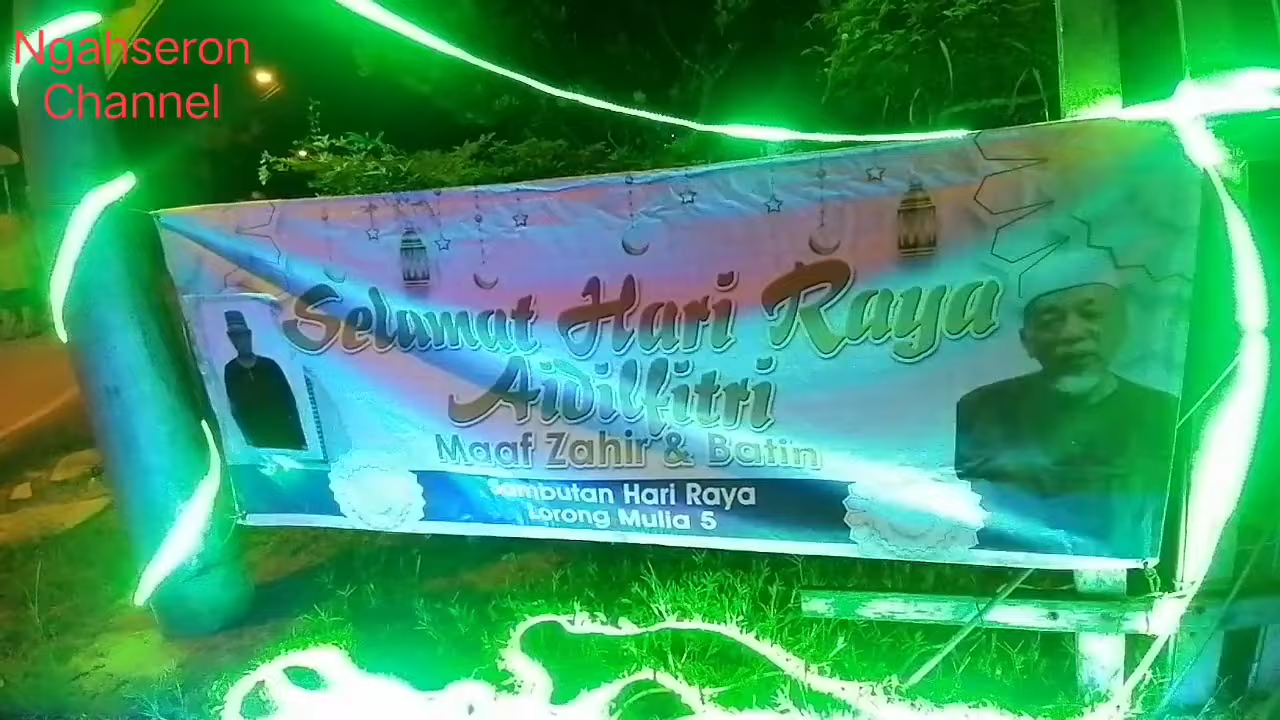 Ngahseron
Channel
Selamat Hari Raya
Aidilfitri
Maaf Zahir & Batin
Sambutan Hari Raya
Lorong Mulia 5